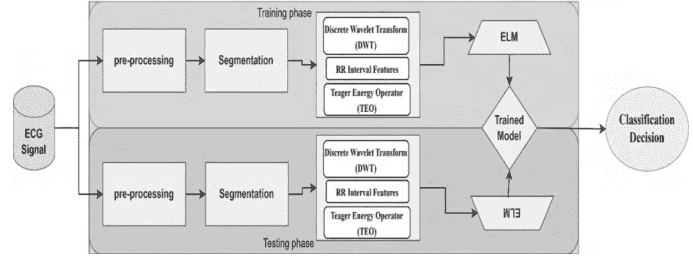 Training phase
ECG
Signal
pre-processing
Segmentation
Discrete Wavelet Transform
(DWT)
RR Interval Features
Teager Energy Operator
(TEO)
ELM
Trained
Model
Classification
Decision
pre-processing
Segmentation
Discrete Wavelet Transform
(DWT)
RR Interval Features
Teager Energy Operator
(TEO)
ELM
Testing phase